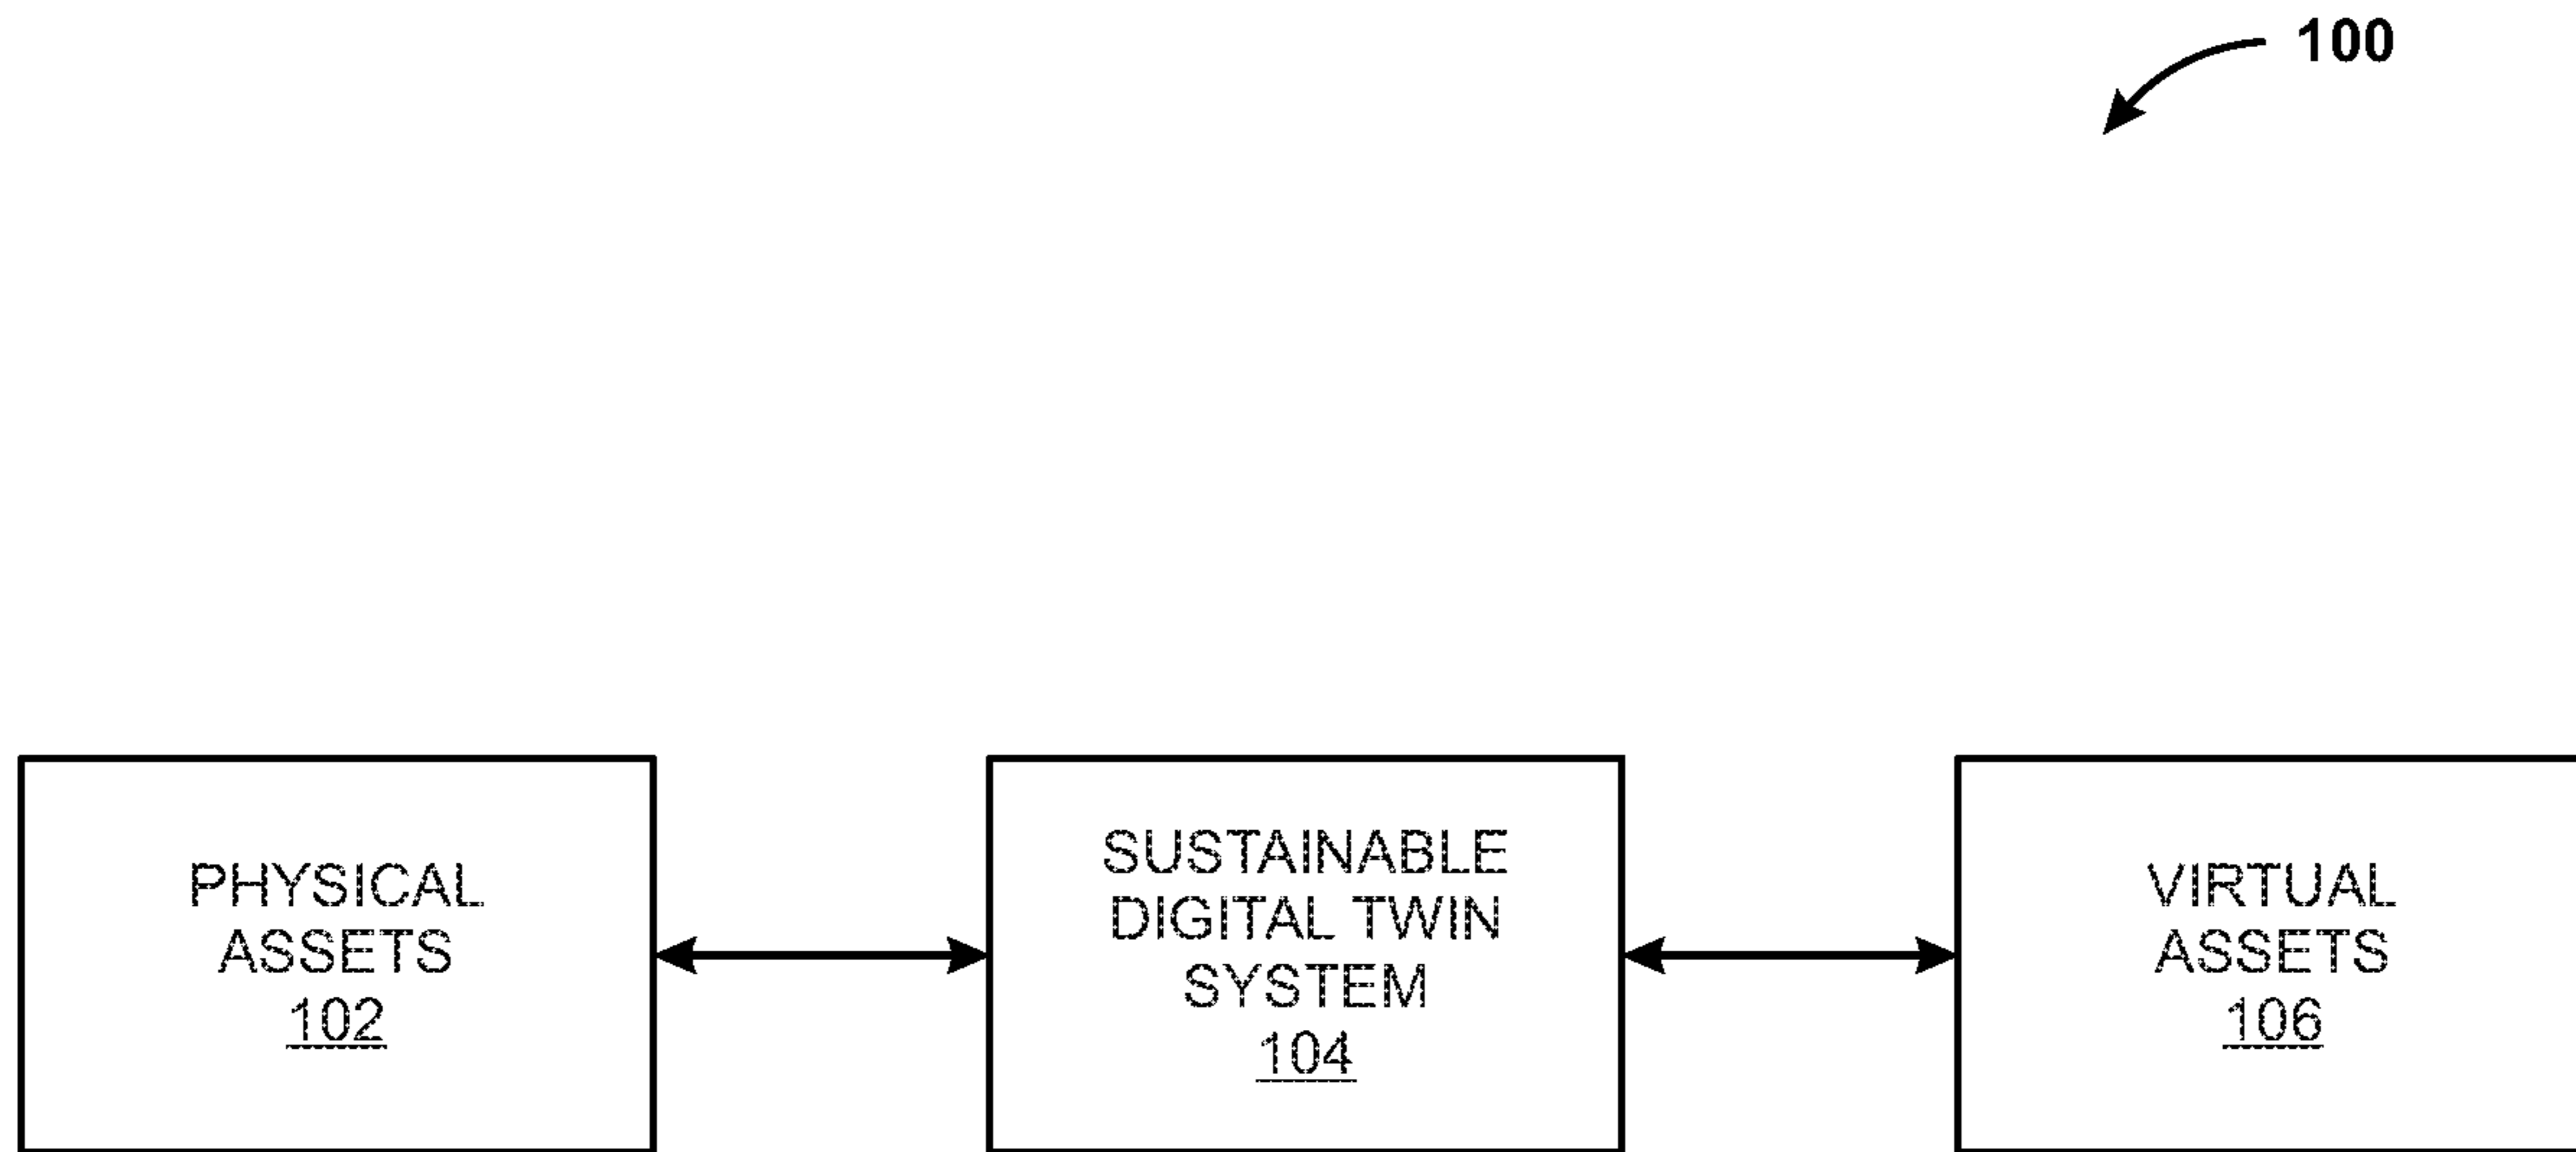 100
PHYSICAL
ASSETS
102
SUSTAINABLE
DIGITAL TWIN
SYSTEM
104
VIRTUAL
ASSETS
106